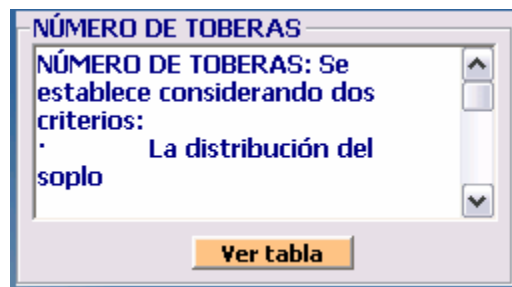 NÚMERO DE TOBERAS
NÚMERO DE TOBERAS: Se
establece considerando dos
criterios:
· La distribución del
soplo
Ver tabla